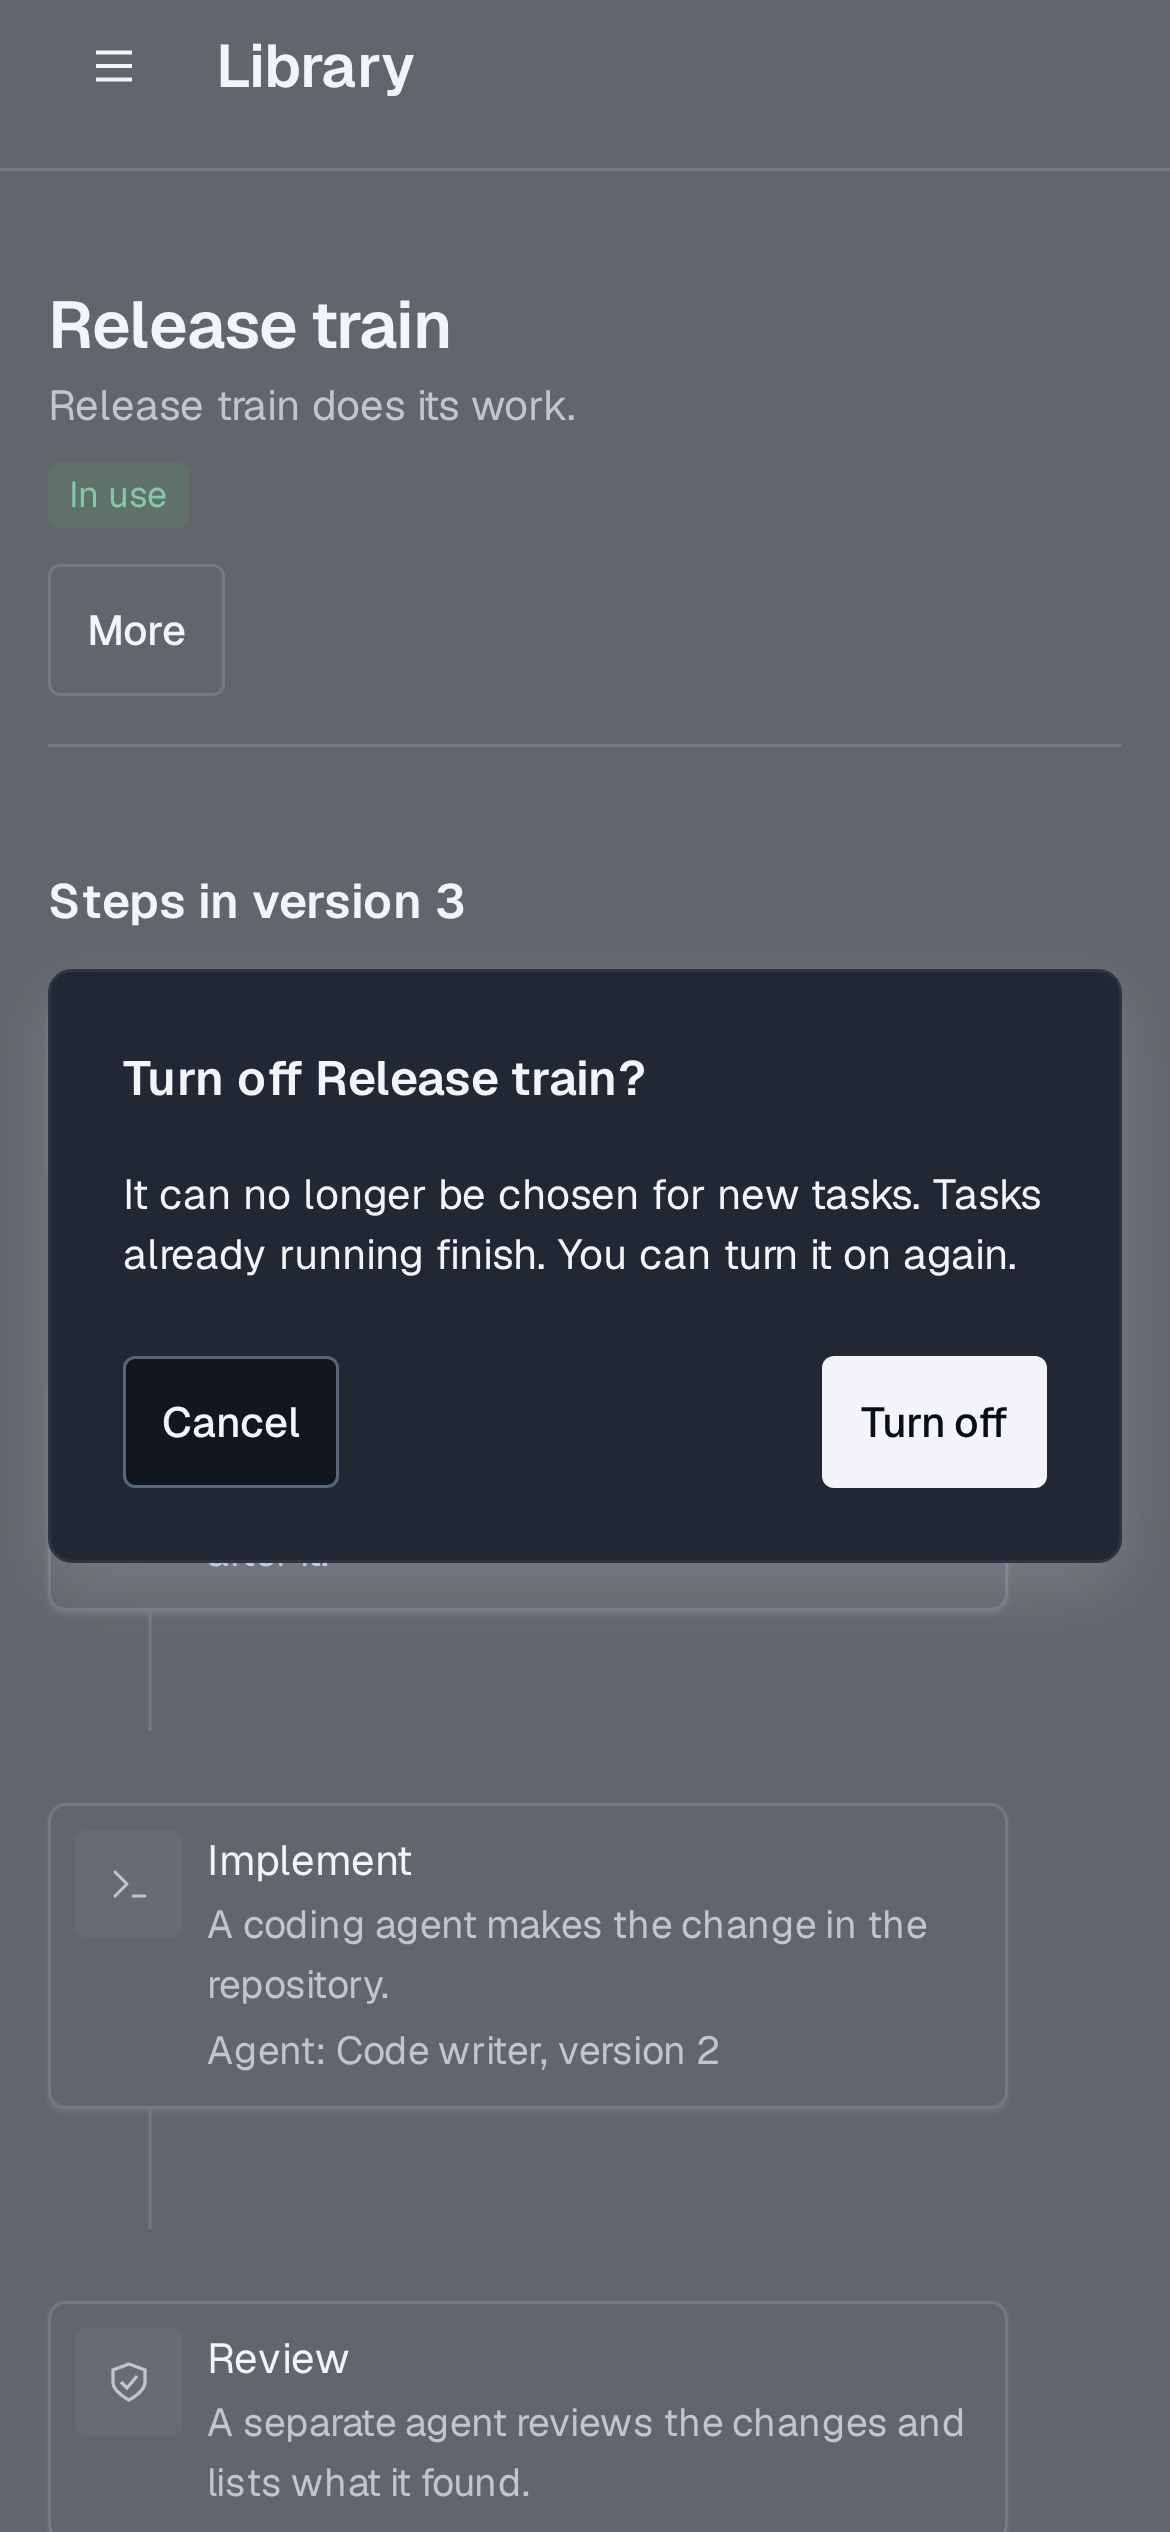 Library
Release train
Release train does its work.
In use
More
Steps in version 3
Turn off Release train?
It can no longer be chosen for new tasks. Tasks
already running finish. You can turn it on again.
Cancel
Turn off
Implement
A coding agent makes the change in the
repository.
Agent: Code writer, version 2
Review
A separate agent reviews the changes and
lists what it found.